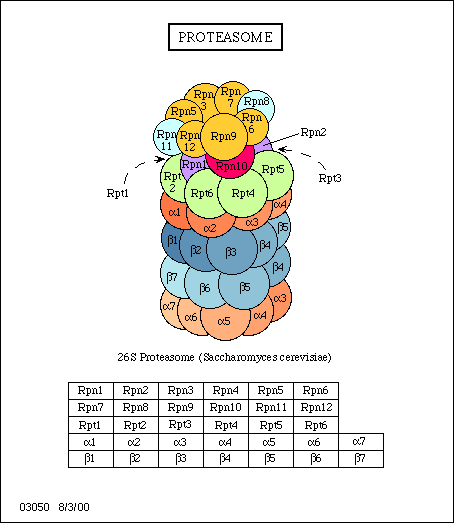 PROTEASOME
Rpn
3
Rpn
7
Rpn8
Rpn5
Rpn
6
Rpn
11
Rpn
12
Rpn9
Rpn2
Rpn1
Rpn10
Rpt
2
Rpt5
Rpt1
Rpt3
Rpt6
Rpt4
α1
α2
α3
α4
β1
β2
β3
β4
β5
β7
β6
β5
β4
α7
α6
α5
α4
α3
26S Proteasome (Saccharomyces cerevisiae)
Rpn1 Rpn2 Rpn3 Rpn4 Rpn5 Rpn6
Rpn7 Rpn8 Rpn9 Rpn10 Rpn11 Rpn12
Rpt1 Rpt2 Rpt3 Rpt4 Rpt5 Rpt6
α1 α2 α3 α4 α5 α6 α7
β1 β2 β3 β4 β5 β6 β7
03050 8/3/00